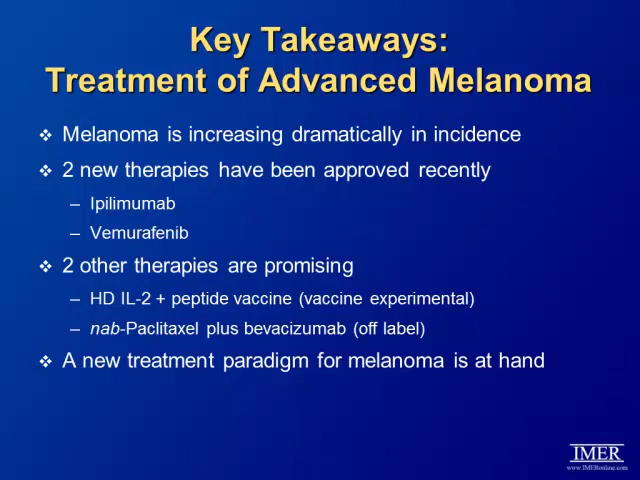 Key Takeaways:
Treatment of Advanced Melanoma
❖ Melanoma is increasing dramatically in incidence
❖ 2 new therapies have been approved recently
– Ipilimumab
– Vemurafenib
❖ 2 other therapies are promising
– HD IL-2 + peptide vaccine (vaccine experimental)
– nab-Paclitaxel plus bevacizumab (off label)
❖ A new treatment paradigm for melanoma is at hand
IMER
www.IMERonline.com